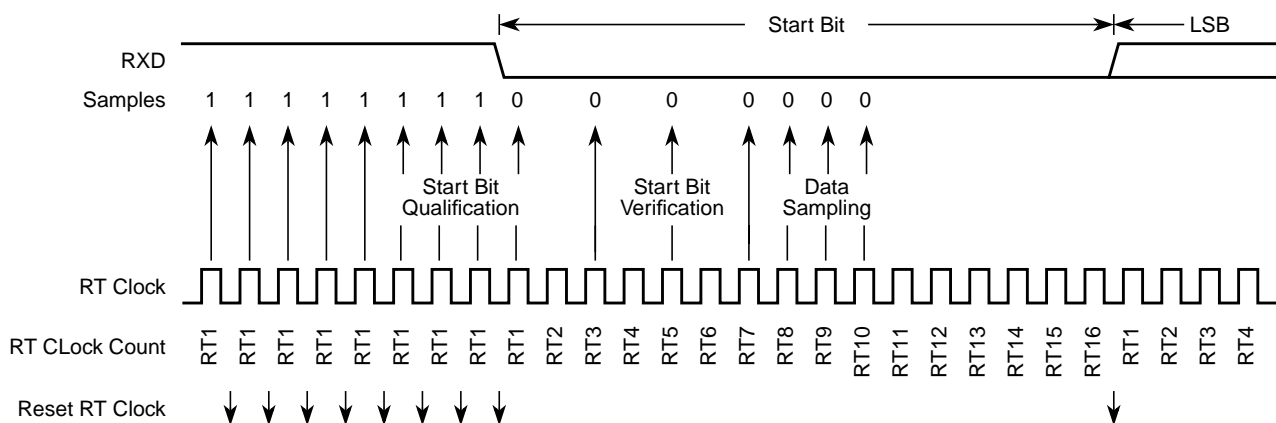 Start Bit LSB
RXD
Samples 1 1 1 1 1 1 1 1 0 0 0 0 0 0 0
Start Bit Qualification
Start Bit Verification
Data Sampling
RT Clock
RT CLock Count RT1 RT1 RT1 RT1 RT1 RT1 RT1 RT1 RT1 RT2 RT3 RT4 RT5 RT6 RT7 RT8 RT9 RT10 RT11 RT12 RT13 RT14 RT15 RT16 RT1 RT2 RT3 RT4
Reset RT Clock